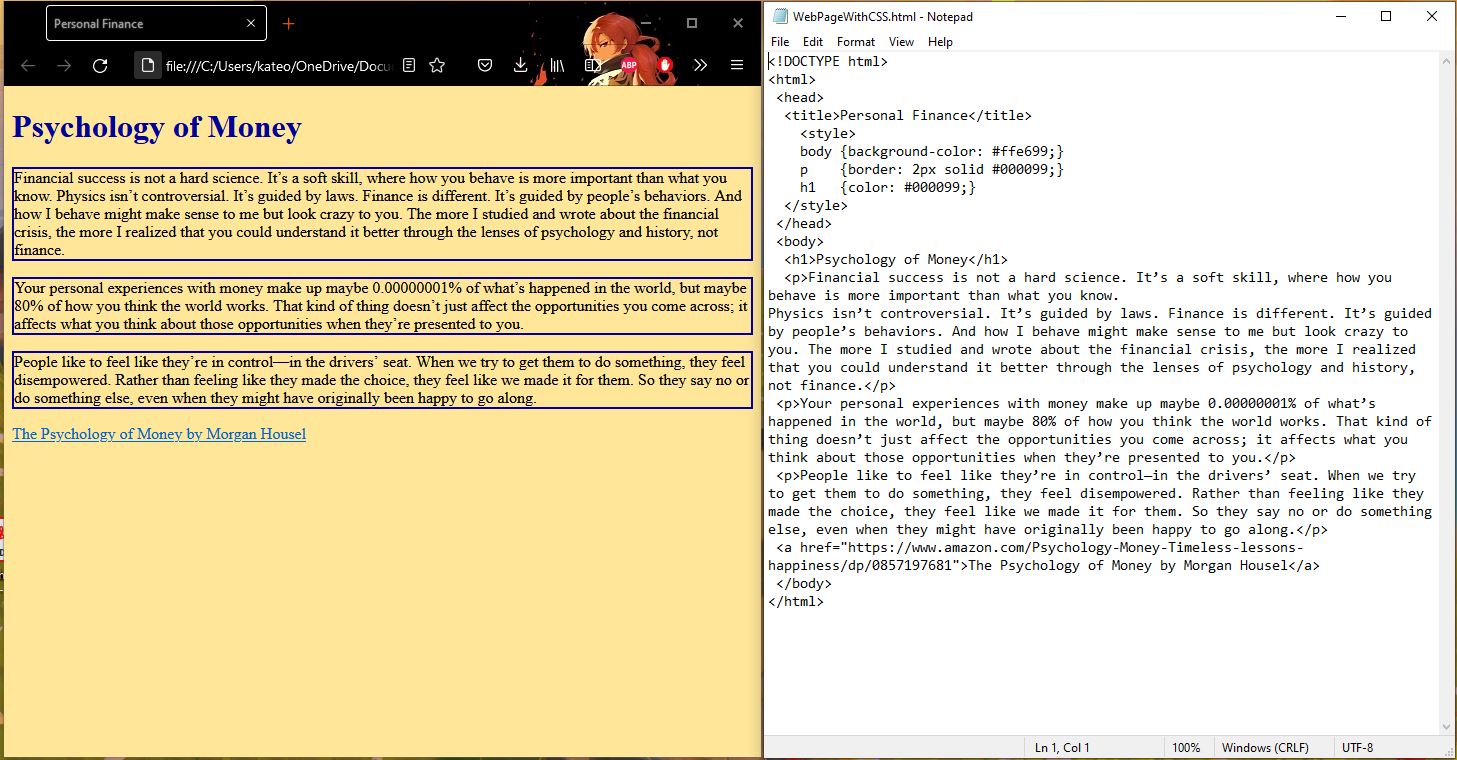 Personal Finance
file:///C:/Users/kateo/OneDrive/Docu
ABP
Psychology of Money
Financial success is not a hard science. It’s a soft skill, where how you behave is more important than what you
know. Physics isn’t controversial. It’s guided by laws. Finance is different. It’s guided by people’s behaviors. And
how I behave might make sense to me but look crazy to you. The more I studied and wrote about the financial
crisis, the more I realized that you could understand it better through the lenses of psychology and history, not
finance.
Your personal experiences with money make up maybe 0.00000001% of what’s happened in the world, but maybe
80% of how you think the world works. That kind of thing doesn’t just affect the opportunities you come across; it
affects what you think about those opportunities when they’re presented to you.
People like to feel like they’re in control—in the drivers’ seat. When we try to get them to do something, they feel
disempowered. Rather than feeling like they made the choice, they feel like we made it for them. So they say no or
do something else, even when they might have originally been happy to go along.
The Psychology of Money by Morgan Housel
WebPageWithCSS.html - Notepad
File Edit Format View Help
<!DOCTYPE html>
<html>
<head>
<title>Personal Finance</title>
<style>
body {background-color: #ffe699;}
p {border: 2px solid #000099;}
h1 {color: #000099;}
</style>
</head>
<body>
<h1>Psychology of Money</h1>
<p>Financial success is not a hard science. It’s a soft skill, where how you
behave is more important than what you know.
Physics isn’t controversial. It’s guided by laws. Finance is different. It’s guided
by people’s behaviors. And how I behave might make sense to me but look crazy to
you. The more I studied and wrote about the financial crisis, the more I realized
that you could understand it better through the lenses of psychology and history,
not finance.</p>
<p>Your personal experiences with money make up maybe 0.00000001% of what’s
happened in the world, but maybe 80% of how you think the world works. That kind of
thing doesn’t just affect the opportunities you come across; it affects what you
think about those opportunities when they’re presented to you.</p>
<p>People like to feel like they’re in control—in the drivers’ seat. When we try
to get them to do something, they feel disempowered. Rather than feeling like they
made the choice, they feel like we made it for them. So they say no or do something
else, even when they might have originally been happy to go along.</p>
<a href="https://www.amazon.com/Psychology-Money-Timeless-lessons-
happiness/dp/0857197681">The Psychology of Money by Morgan Housel</a>
</body>
</html>
Ln 1, Col 1 100% Windows (CRLF) UTF-8